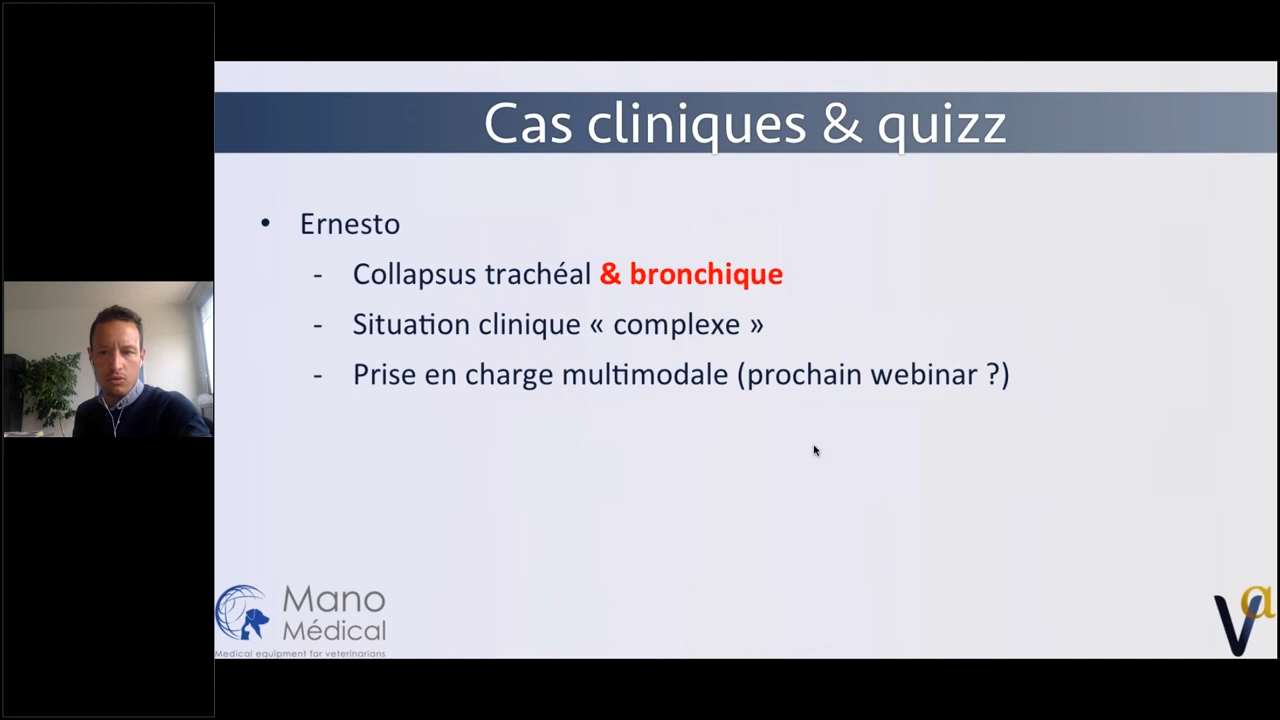 Cas cliniques & quizz
• Ernesto
- Collapsus trachéal & bronchique
- Situation clinique « complexe »
- Prise en charge multimodale (prochain webinar ?)
Mano
Médical
Medical equipment for veterinarians
V@